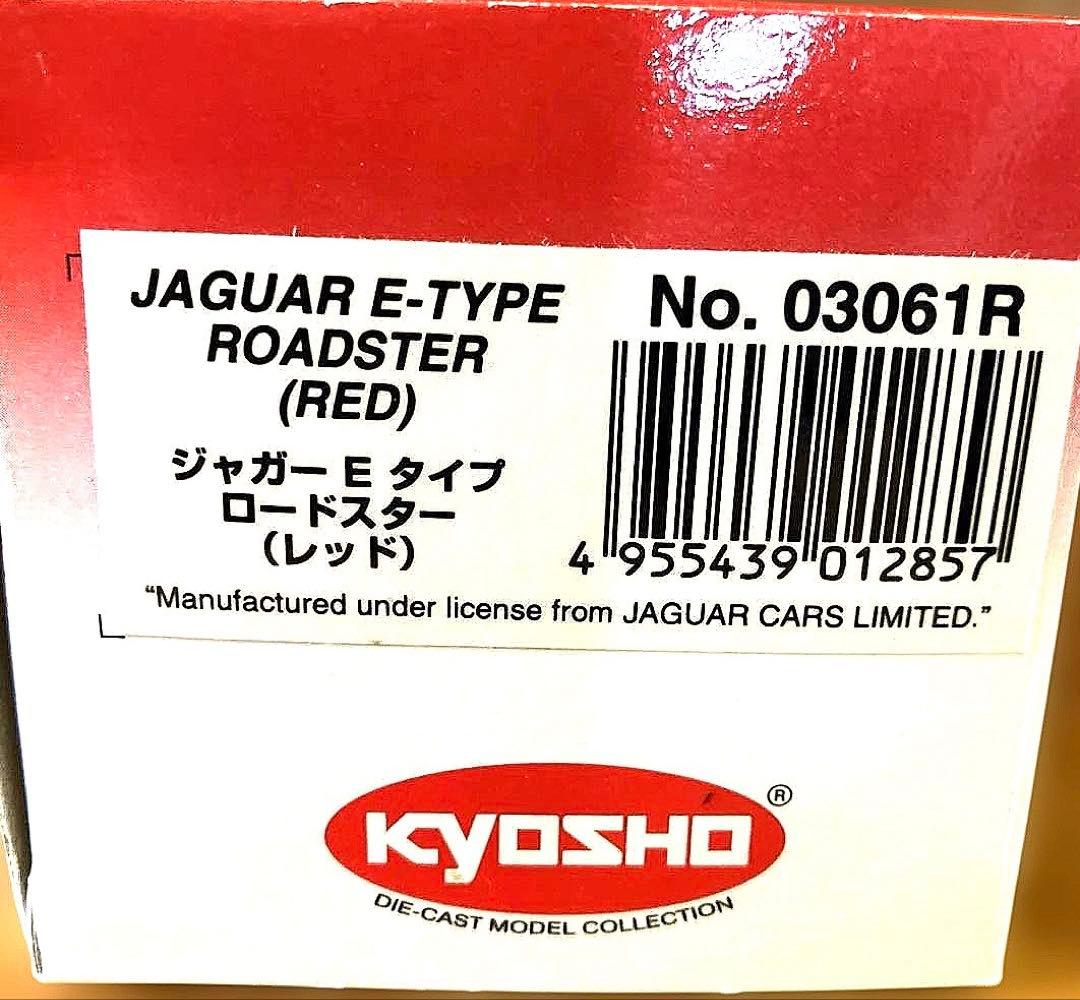 JAGUAR E-TYPE
ROADSTER
(RED)
No. 03061R
ジャガー E タイプ
ロードスター
(レッド)
4 955439 012857
“Manufactured under license from JAGUAR CARS LIMITED.”
KYOSHO ®
DIE-CAST MODEL COLLECTION